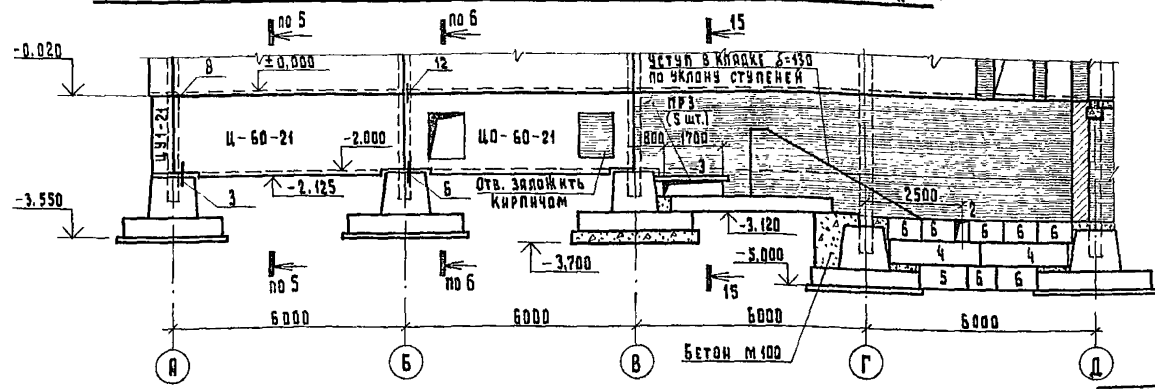 по 5
по 6
15
-0.020
8
±0.000
12
УСТУП В КЛАДКЕ δ=130
ПО УКЛОНУ СТУПЕНЕЙ
ПР3
(5 шт.)
ЦУ1-21
Ц-60-21
-2.000
ЦО-60-21
800
1700
3
3
-2.125
6
ОТВ. ЗАЛОЖИТЬ
КИРПИЧОМ
2500
2
-3.550
-3.120
6 6 6 6 6
4 4
-3,700
-5.000
5 6 6
по 5
по 6
15
6000
6000
6000
6000
БЕТОН М100
А
Б
В
Г
Д